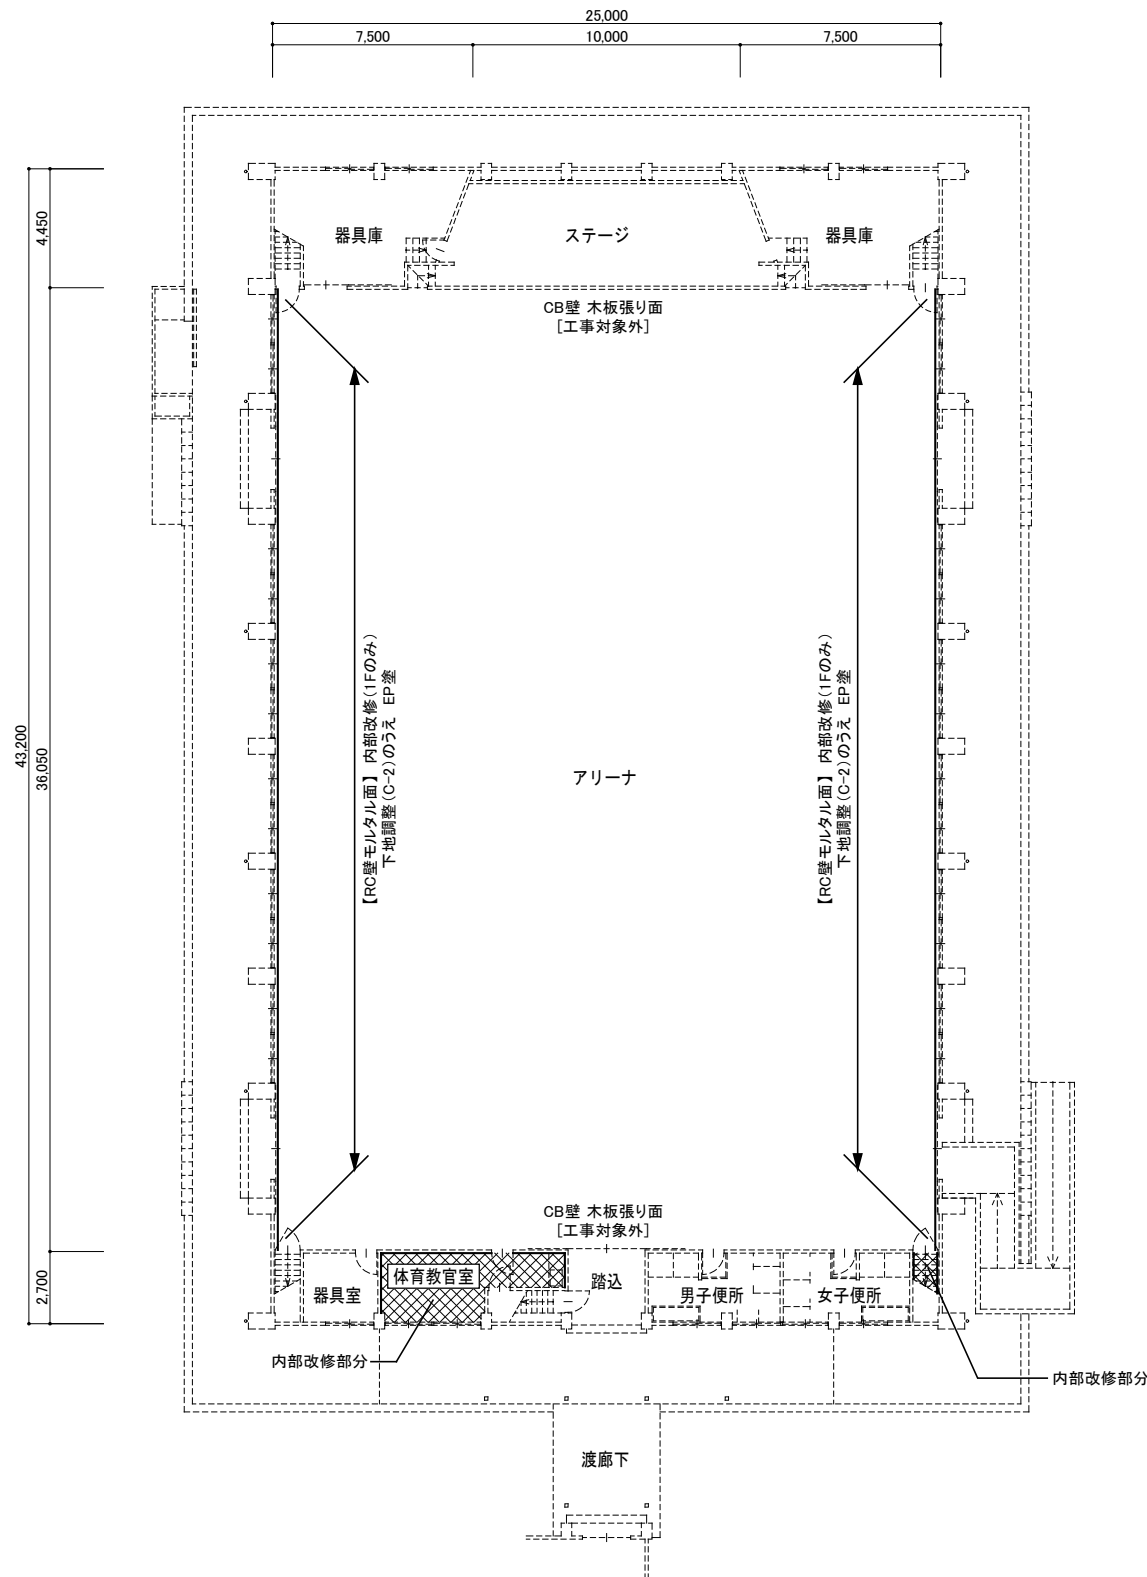 25,000
7,500
10,000
7,500
4,450
43,200
36,050
2,700
器具庫
ステージ
器具庫
CB壁 木板張り面
[工事対象外]
【RC壁モルタル面】 内部改修(1Fのみ)
下地調整(C-2)のうえ EP塗
アリーナ
【RC壁モルタル面】 内部改修(1Fのみ)
下地調整(C-2)のうえ EP塗
CB壁 木板張り面
[工事対象外]
体育教官室
器具室
踏込
男子便所
女子便所
内部改修部分
内部改修部分
渡廊下